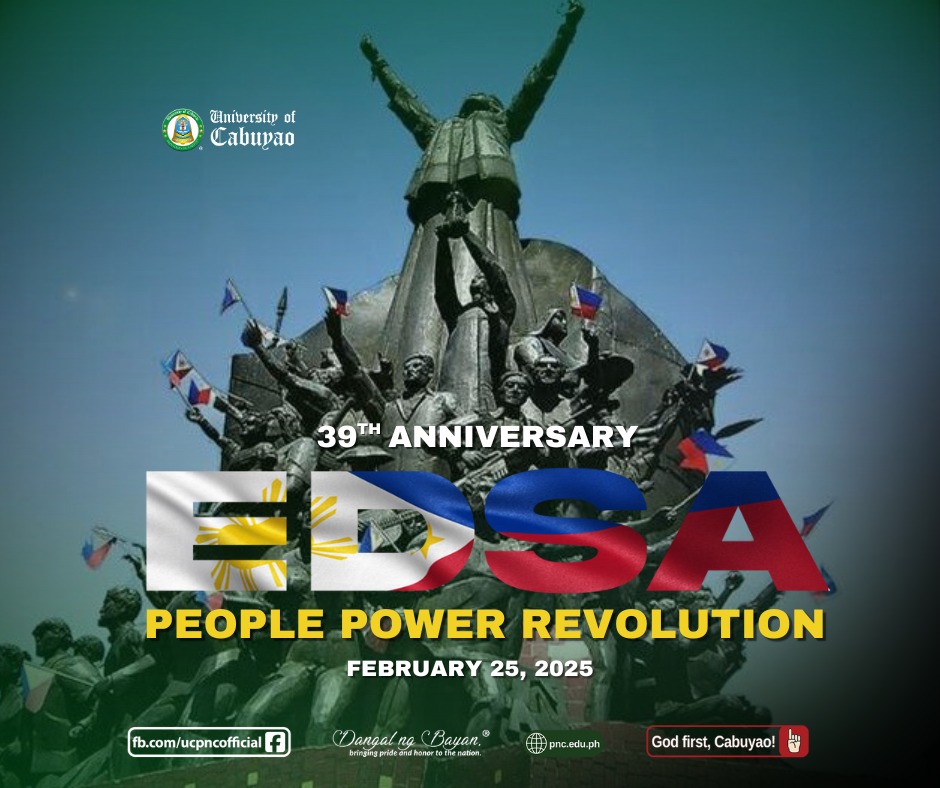 University of
Cabuyao
39TH ANNIVERSARY
EDSA
PEOPLE POWER REVOLUTION
FEBRUARY 25, 2025
fb.com/ucpncofficial
Dangal ng Bayan.®
bringing pride and honor to the nation.
pnc.edu.ph
God first, Cabuyao!